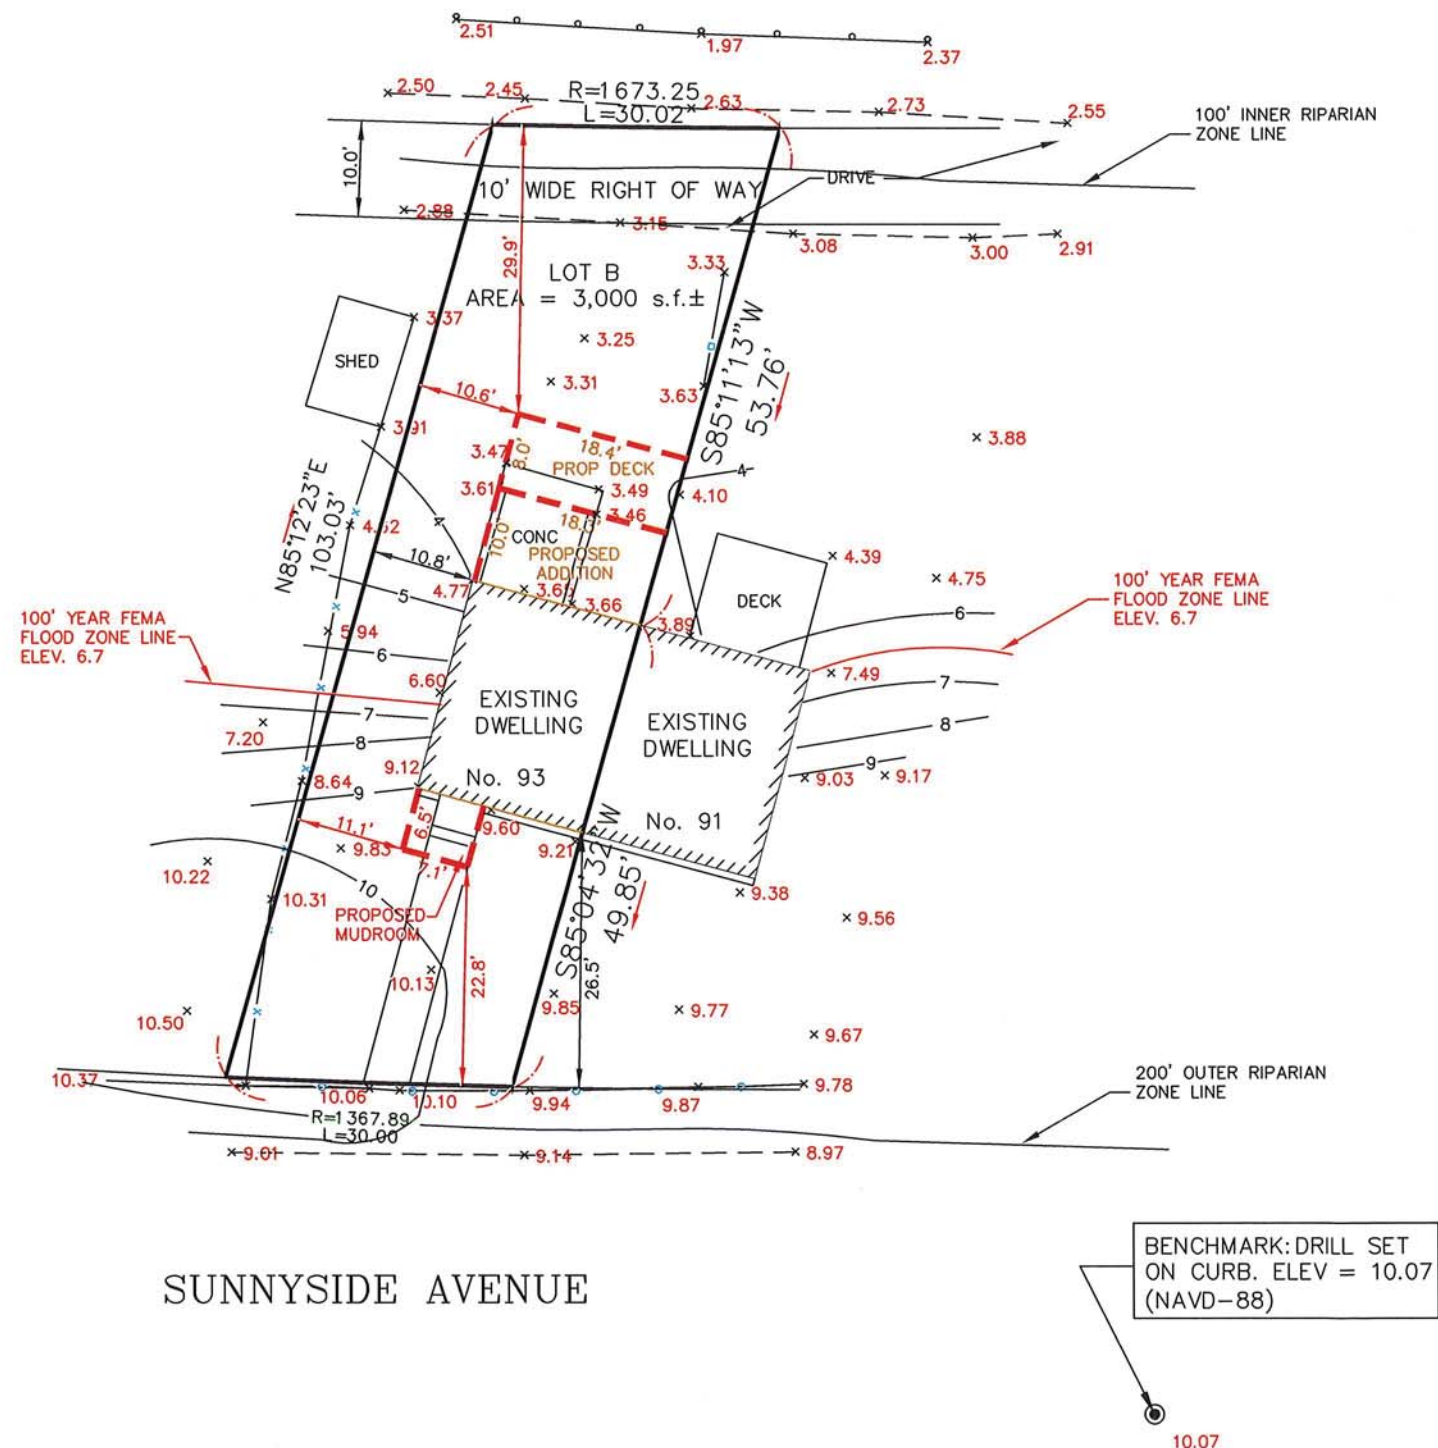 2.51
1.97
2.37
2.50
2.45
R=1673.25
2.63
2.73
2.55
L=30.02
100' INNER RIPARIAN
ZONE LINE
10.0'
10' WIDE RIGHT OF WAY
DRIVE
2.88
3.15
3.08
3.00
2.91
29.9'
3.33
LOT B
AREA = 3,000 s.f.±
3.37
3.25
SHED
3.31
10.6'
3.63
S85°11'13"W
53.76'
3.91
3.88
18.4'
8.0'
3.47
PROP DECK
4
3.61
3.49
4.10
N85°12'23"E
103.03'
4
3.46
4.52
10.0'
CONC
PROPOSED
ADDITION
10.8'
4.39
4.77
3.66
4.75
5
DECK
6
100' YEAR FEMA
FLOOD ZONE LINE
ELEV. 6.7
100' YEAR FEMA
FLOOD ZONE LINE
ELEV. 6.7
5.94
3.89
6
6.60
7.49
7
EXISTING
DWELLING
EXISTING
DWELLING
7
7.20
8
8
9.12
No. 93
9
9.03
9.17
8.64
9
6.5'
11.1'
9.60
No. 91
9.83
9.21
7.1'
10.22
10
9.38
10.31
PROPOSED
MUDROOM
S85°04'32"W
49.85'
9.56
10.13
22.8'
26.5'
9.85
9.77
10.50
9.67
10.37
10.06
10.10
9.94
9.87
9.78
200' OUTER RIPARIAN
ZONE LINE
R=1367.89
L=30.00
9.01
9.14
8.97
SUNNYSIDE AVENUE
BENCHMARK: DRILL SET
ON CURB. ELEV = 10.07
(NAVD-88)
10.07